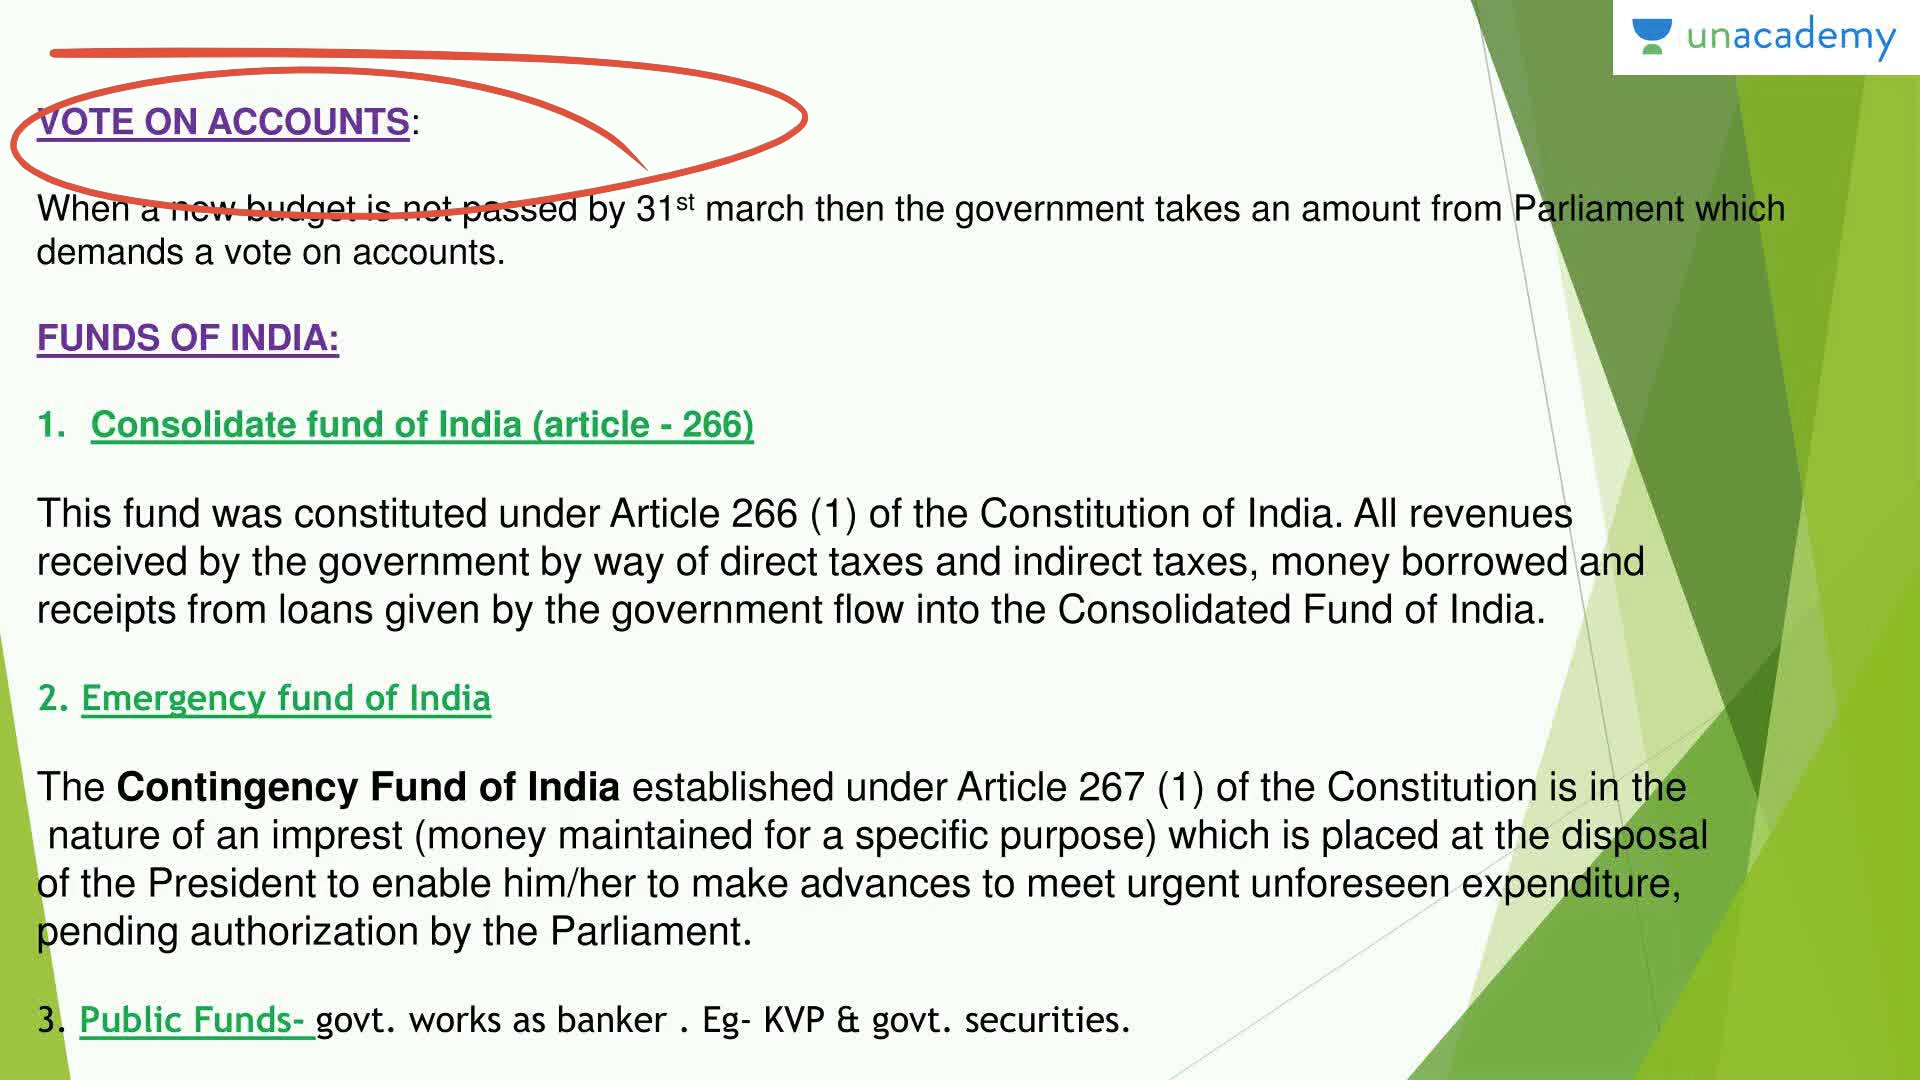 unacademy
VOTE ON ACCOUNTS:
When a new budget is not passed by 31st march then the government takes an amount from Parliament which
demands a vote on accounts.
FUNDS OF INDIA:
1. Consolidate fund of India (article - 266)
This fund was constituted under Article 266 (1) of the Constitution of India. All revenues
received by the government by way of direct taxes and indirect taxes, money borrowed and
receipts from loans given by the government flow into the Consolidated Fund of India.
2. Emergency fund of India
The Contingency Fund of India established under Article 267 (1) of the Constitution is in the
nature of an imprest (money maintained for a specific purpose) which is placed at the disposal
of the President to enable him/her to make advances to meet urgent unforeseen expenditure,
pending authorization by the Parliament.
3. Public Funds- govt. works as banker . Eg- KVP & govt. securities.